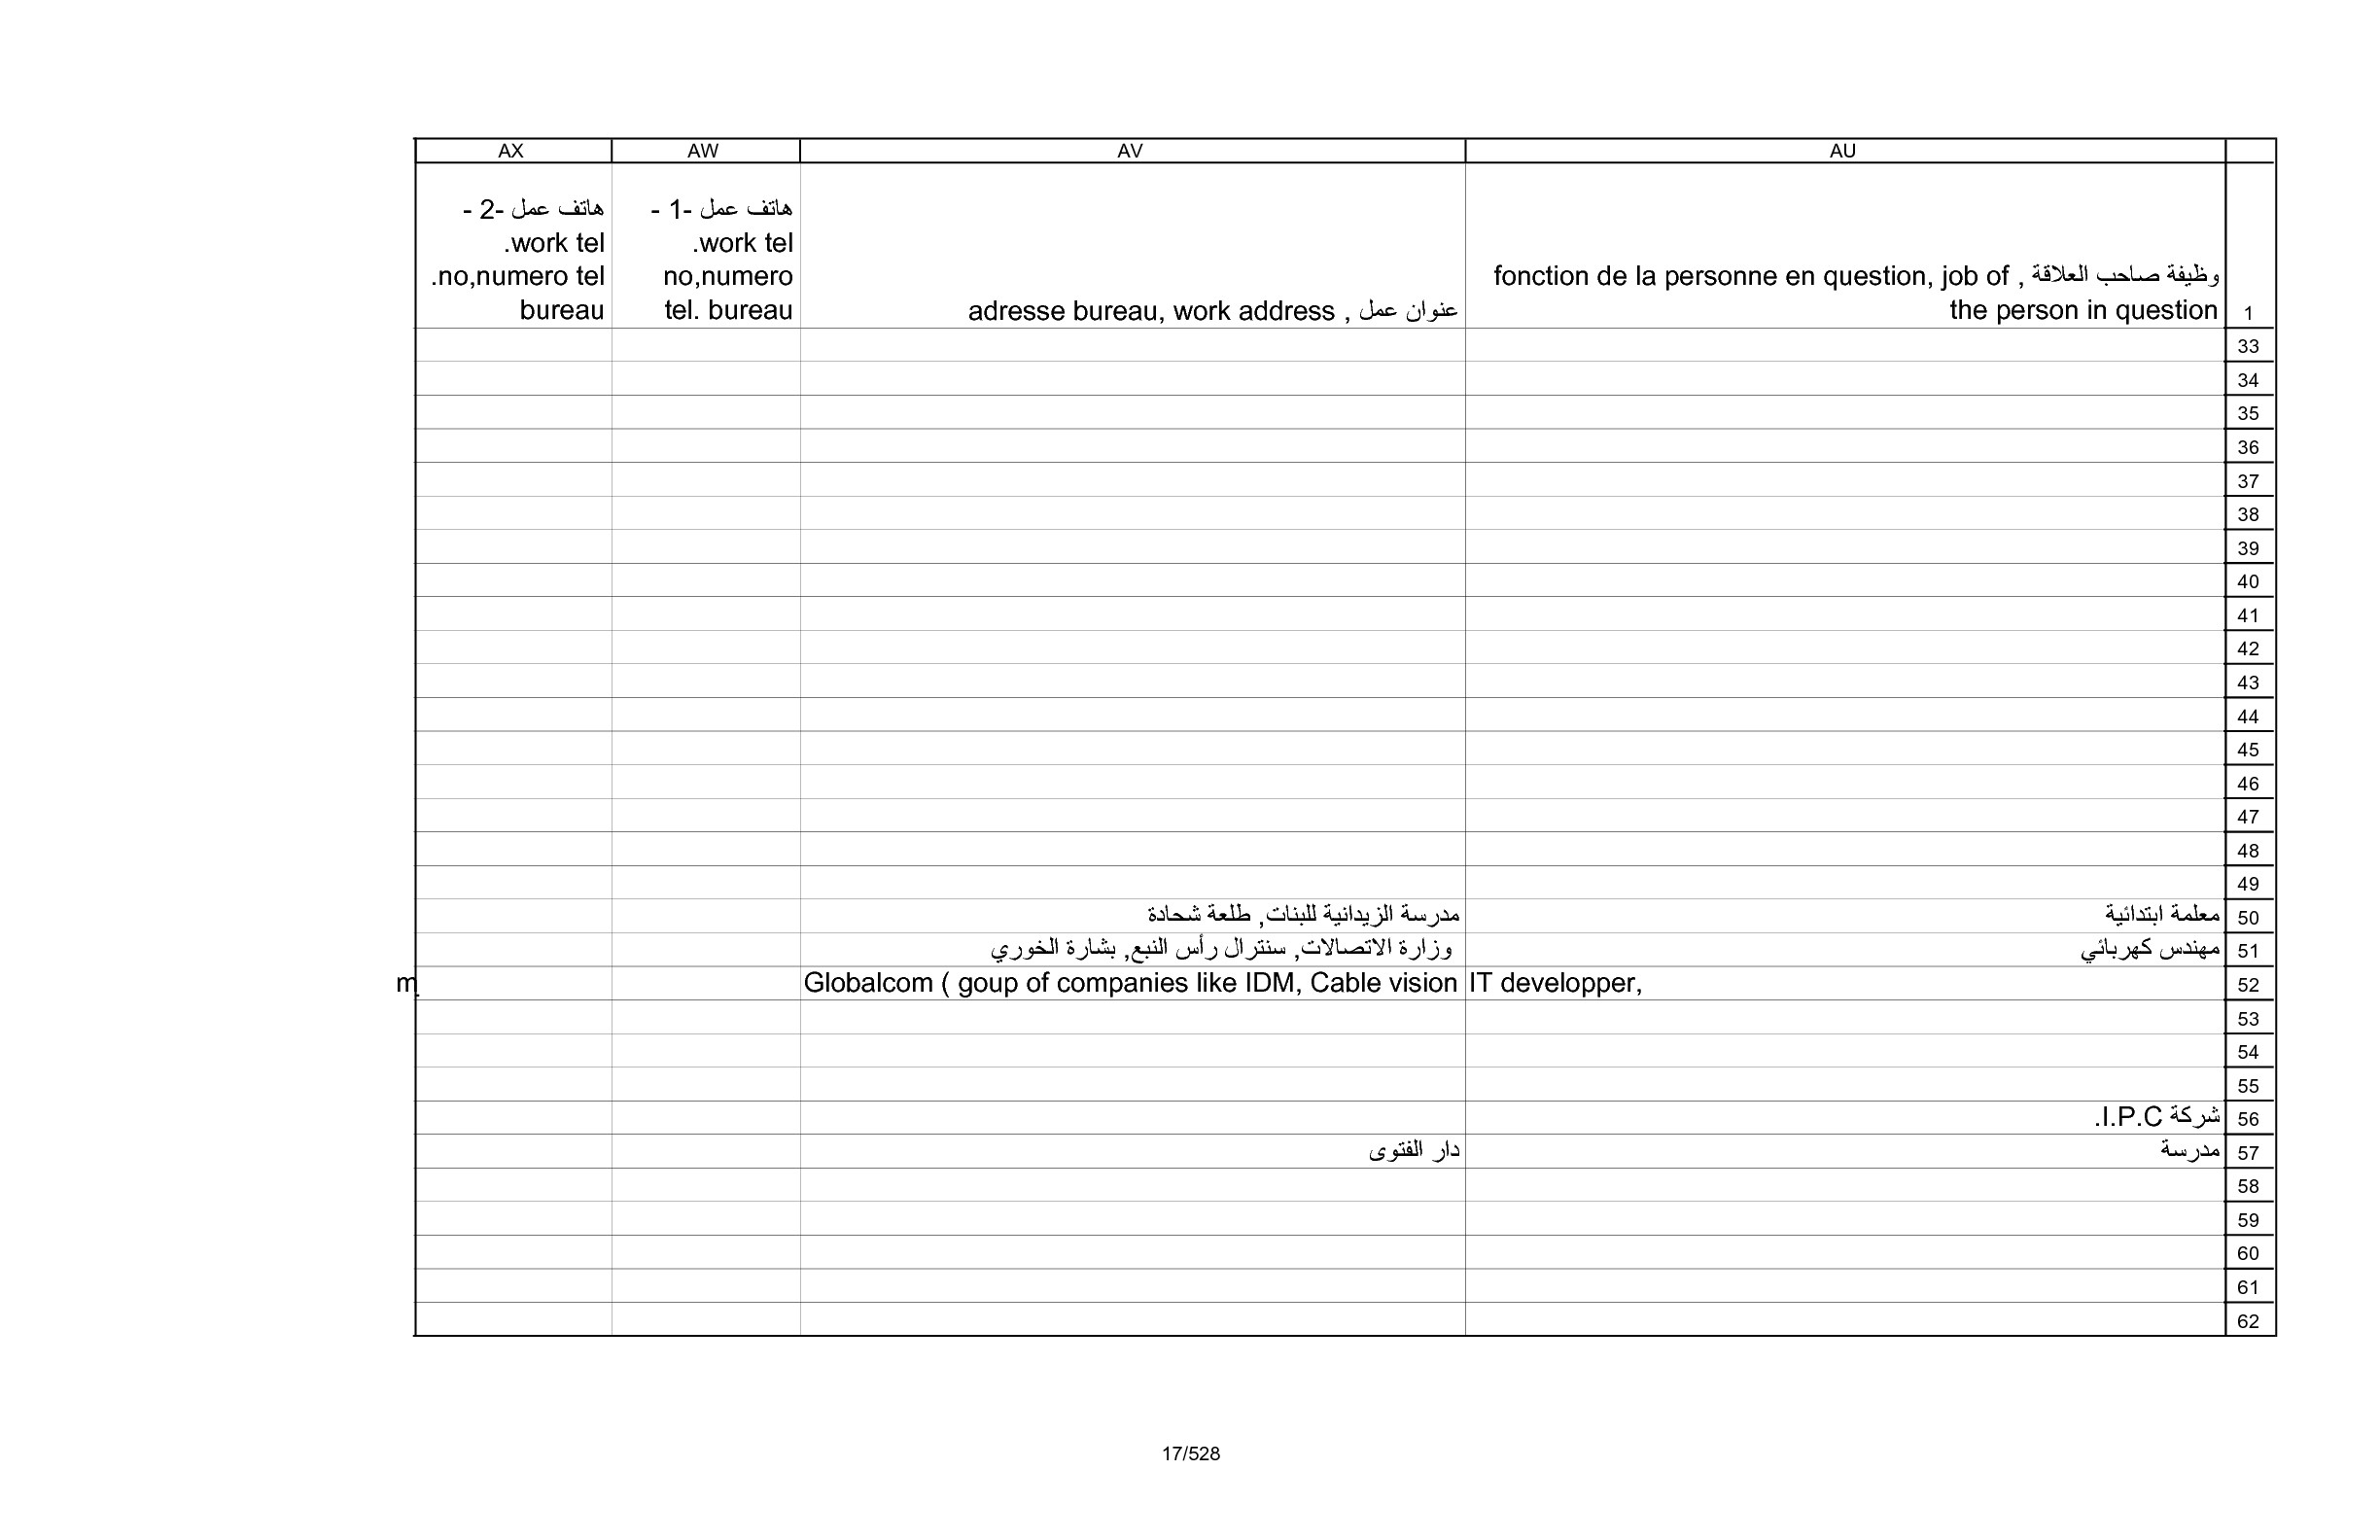 AU AV AW AX
وظيفة صاحب العلاقة , fonction de la personne en question, job of
the person in question
عنوان عمل , adresse bureau, work address
هاتف عمل -1 -
work tel.
no,numero
tel. bureau
هاتف عمل -2 -
work tel.
no,numero tel.
bureau
1
33
34
35
36
37
38
39
40
41
42
43
44
45
46
47
48
49
50 معلمة ابتدائية مدرسة الزيدانية للبنات, طلعة شحادة
51 مهندس كهربائي وزارة الاتصالات, سنترال رأس النبع, بشارة الخوري
52 IT developper, Globalcom ( goup of companies like IDM, Cable vision m.
53
54
55
56 شركة I.P.C.
57 مدرسة دار الفتوى
58
59
60
61
62
17/528